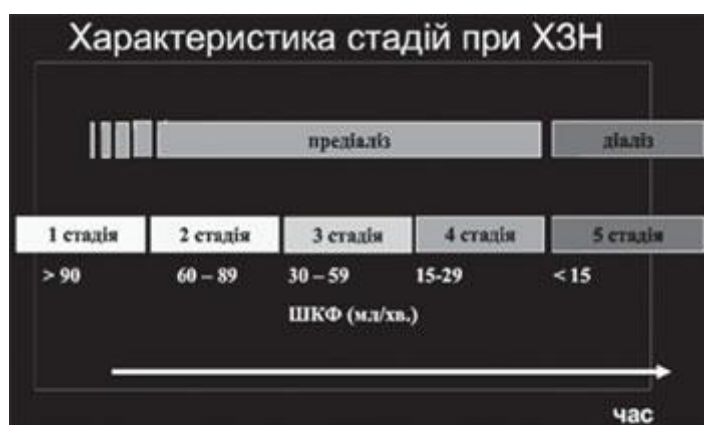 Характеристика стадій при ХЗН
предіаліз діаліз
1 стадія 2 стадія 3 стадія 4 стадія 5 стадія
> 90 60 – 89 30 – 59 15-29 < 15
ШКФ (мл/хв.)
час